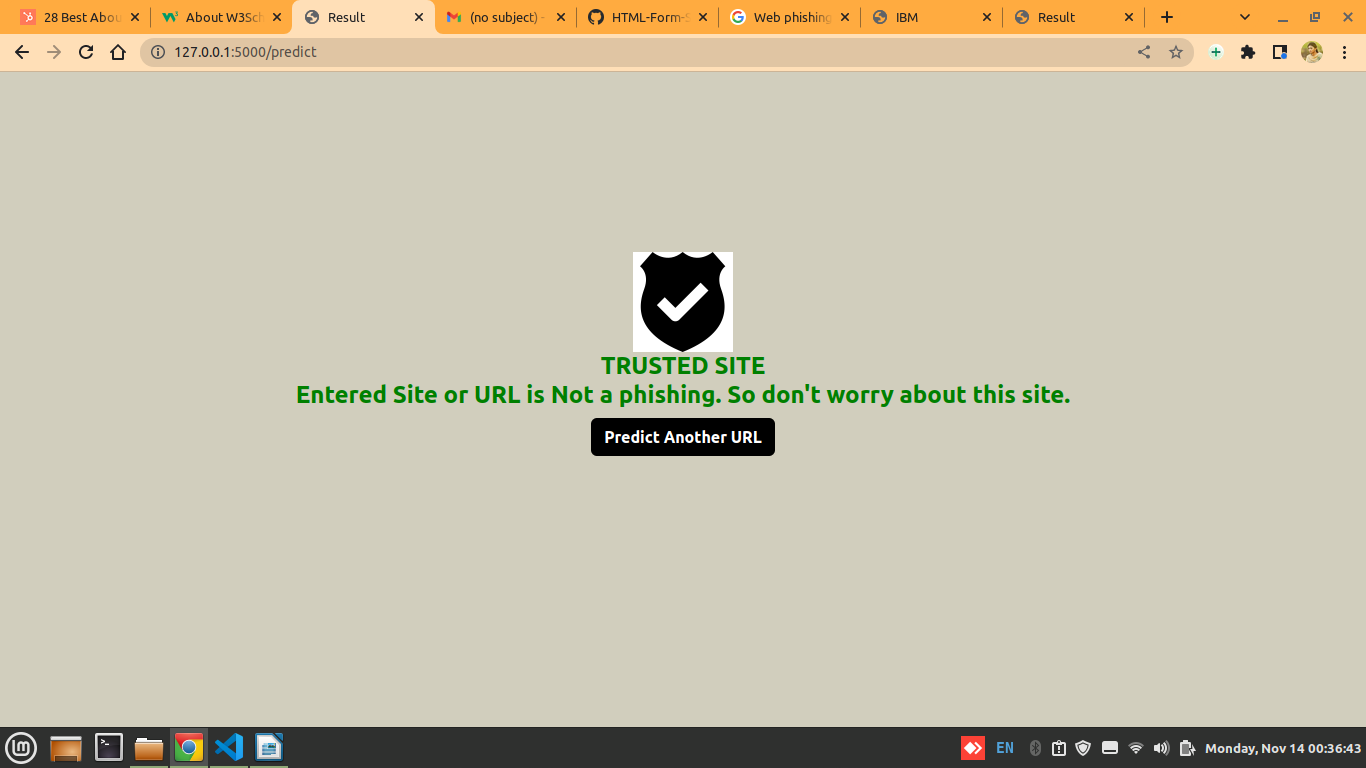 28 Best Abou
About W3Sch
Result
(no subject) -
HTML-Form-S
Web phishing
IBM
Result
127.0.0.1:5000/predict
TRUSTED SITE
Entered Site or URL is Not a phishing. So don't worry about this site.
Predict Another URL
EN
Monday, Nov 14 00:36:43